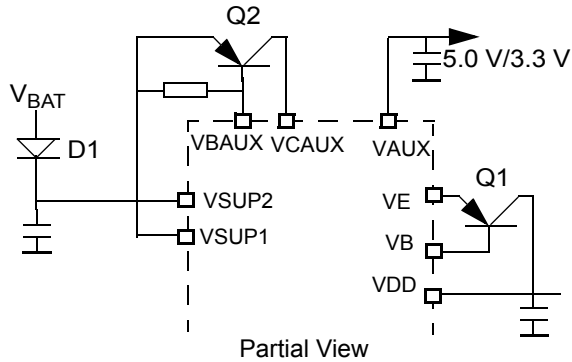 Q2
5.0 V/3.3 V
VBAT
D1
VBAUX
VCAUX
VAUX
Q1
VSUP2
VE
VSUP1
VB
VDD
Partial View